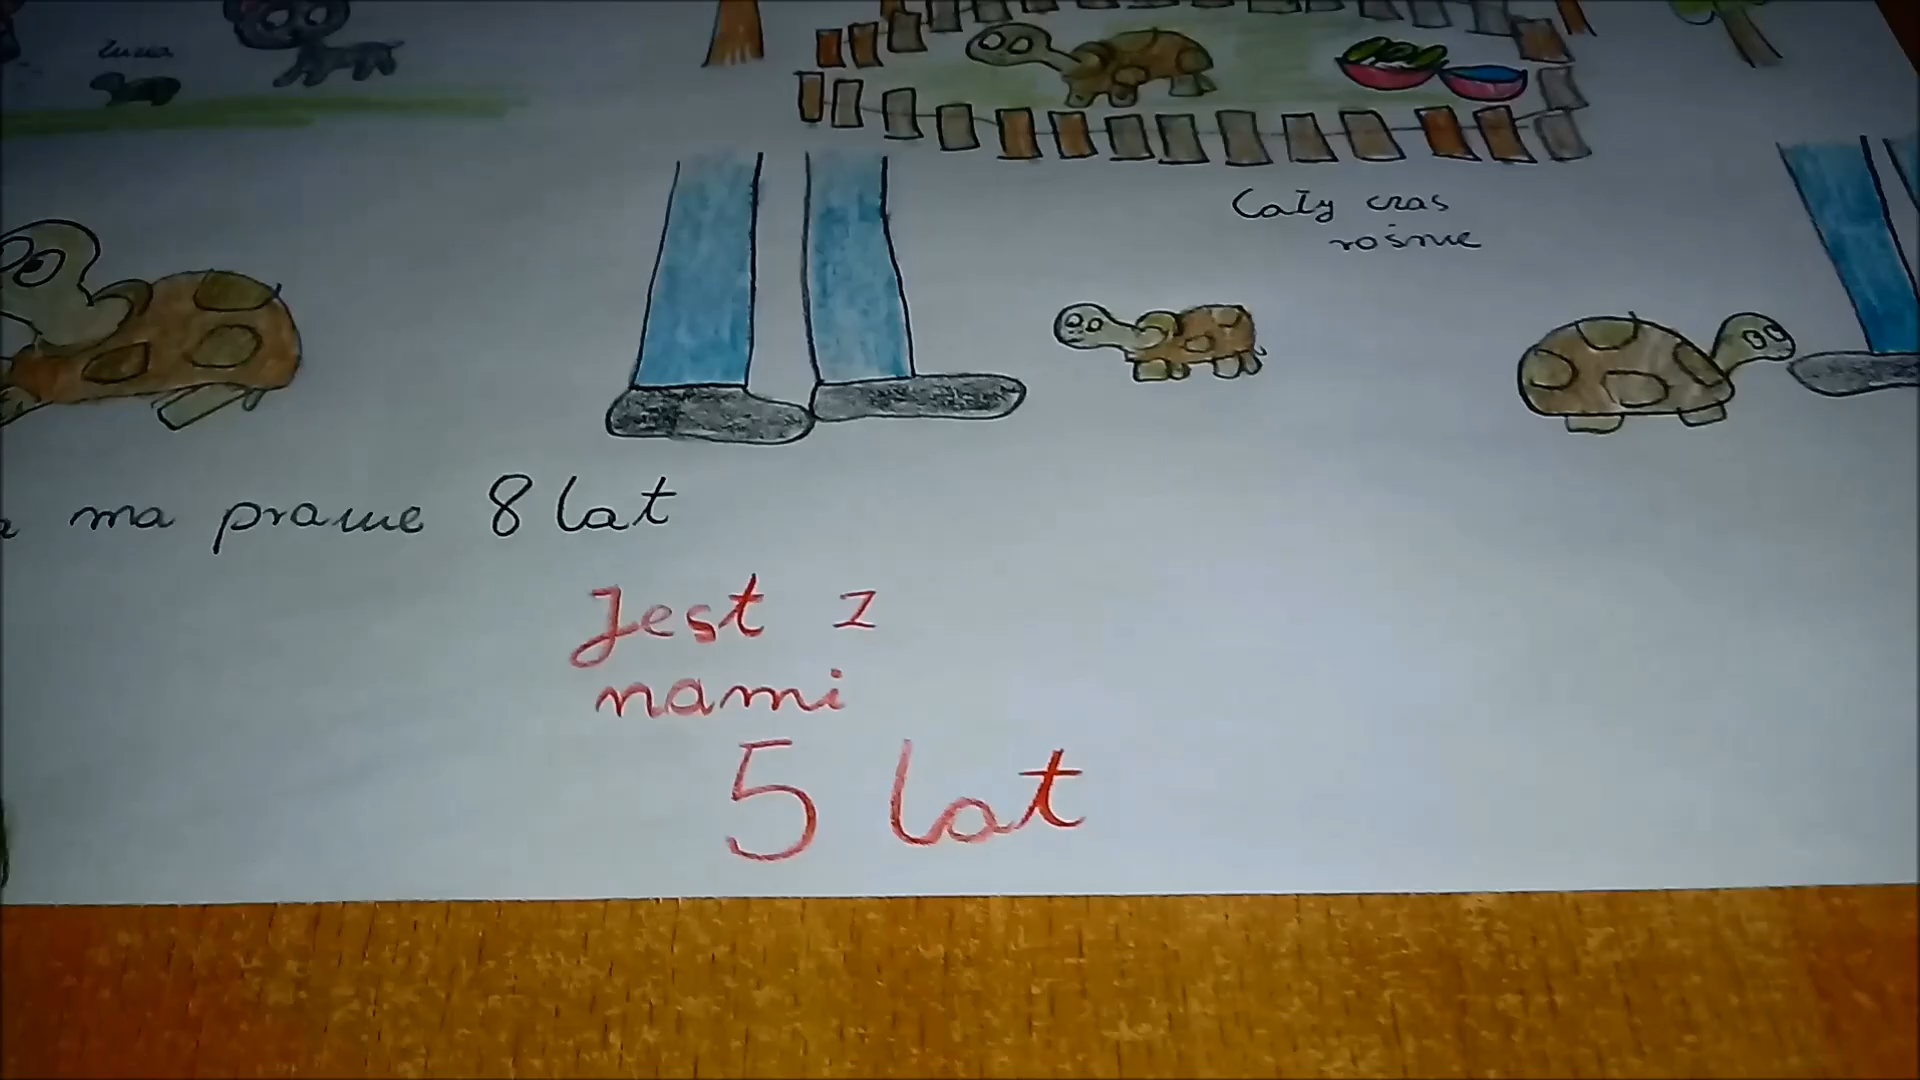 Cały czas
rośnie
ma prawie 8 lat
Jest z
nami
5 lat